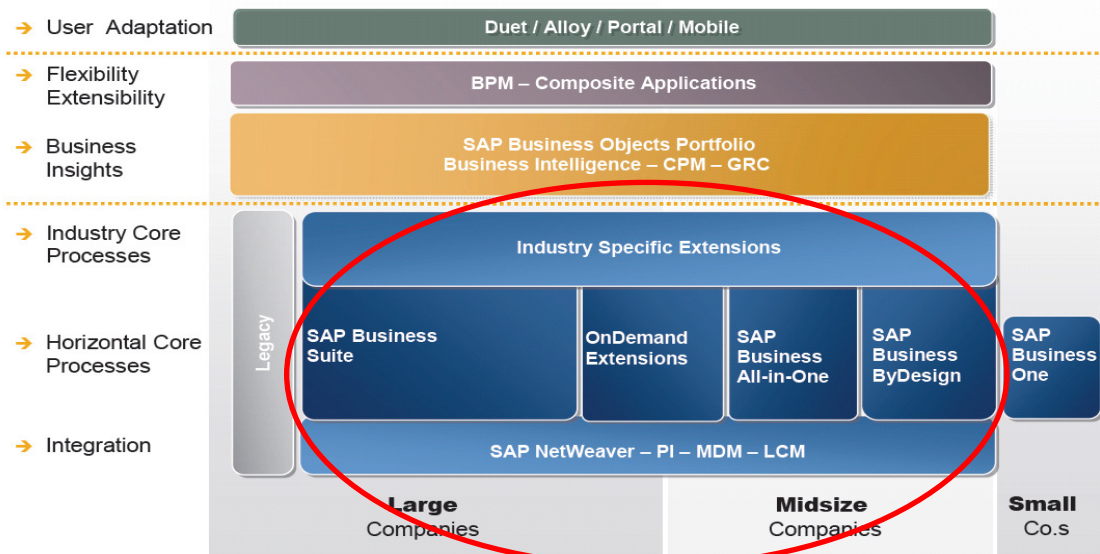 → User Adaptation
Duet / Alloy / Portal / Mobile
→ Flexibility
Extensibility
BPM – Composite Applications
→ Business
Insights
SAP Business Objects Portfolio
Business Intelligence – CPM – GRC
→ Industry Core
Processes
Industry Specific Extensions
Legacy
→ Horizontal Core
Processes
SAP Business
Suite
OnDemand
Extensions
SAP
Business
All-in-One
SAP
Business
ByDesign
SAP
Business
One
→ Integration
SAP NetWeaver – PI – MDM – LCM
Large
Companies
Midsize
Companies
Small
Co.s